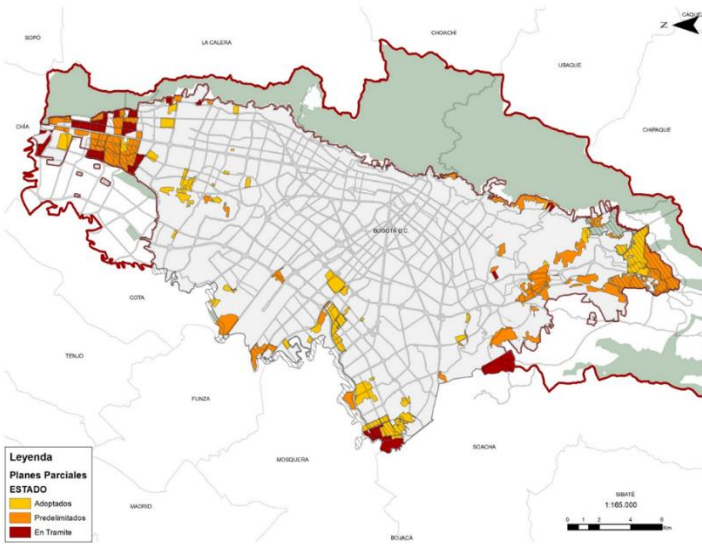 SOPÓ
LA CALERA
CHOACHÍ
CÁQUEZ
N
UBAQUE
CHIPAQUE
CHÍA
BOGOTÁ D.C.
COTA
TENJO
FUNZA
MOSQUERA
SOACHA
MADRID
BOJACÁ
SIBATÉ
1:165.000
0 1 2 4 6
Km
Leyenda
Planes Parciales
ESTADO
Adoptados
Predelimitados
En Tramite